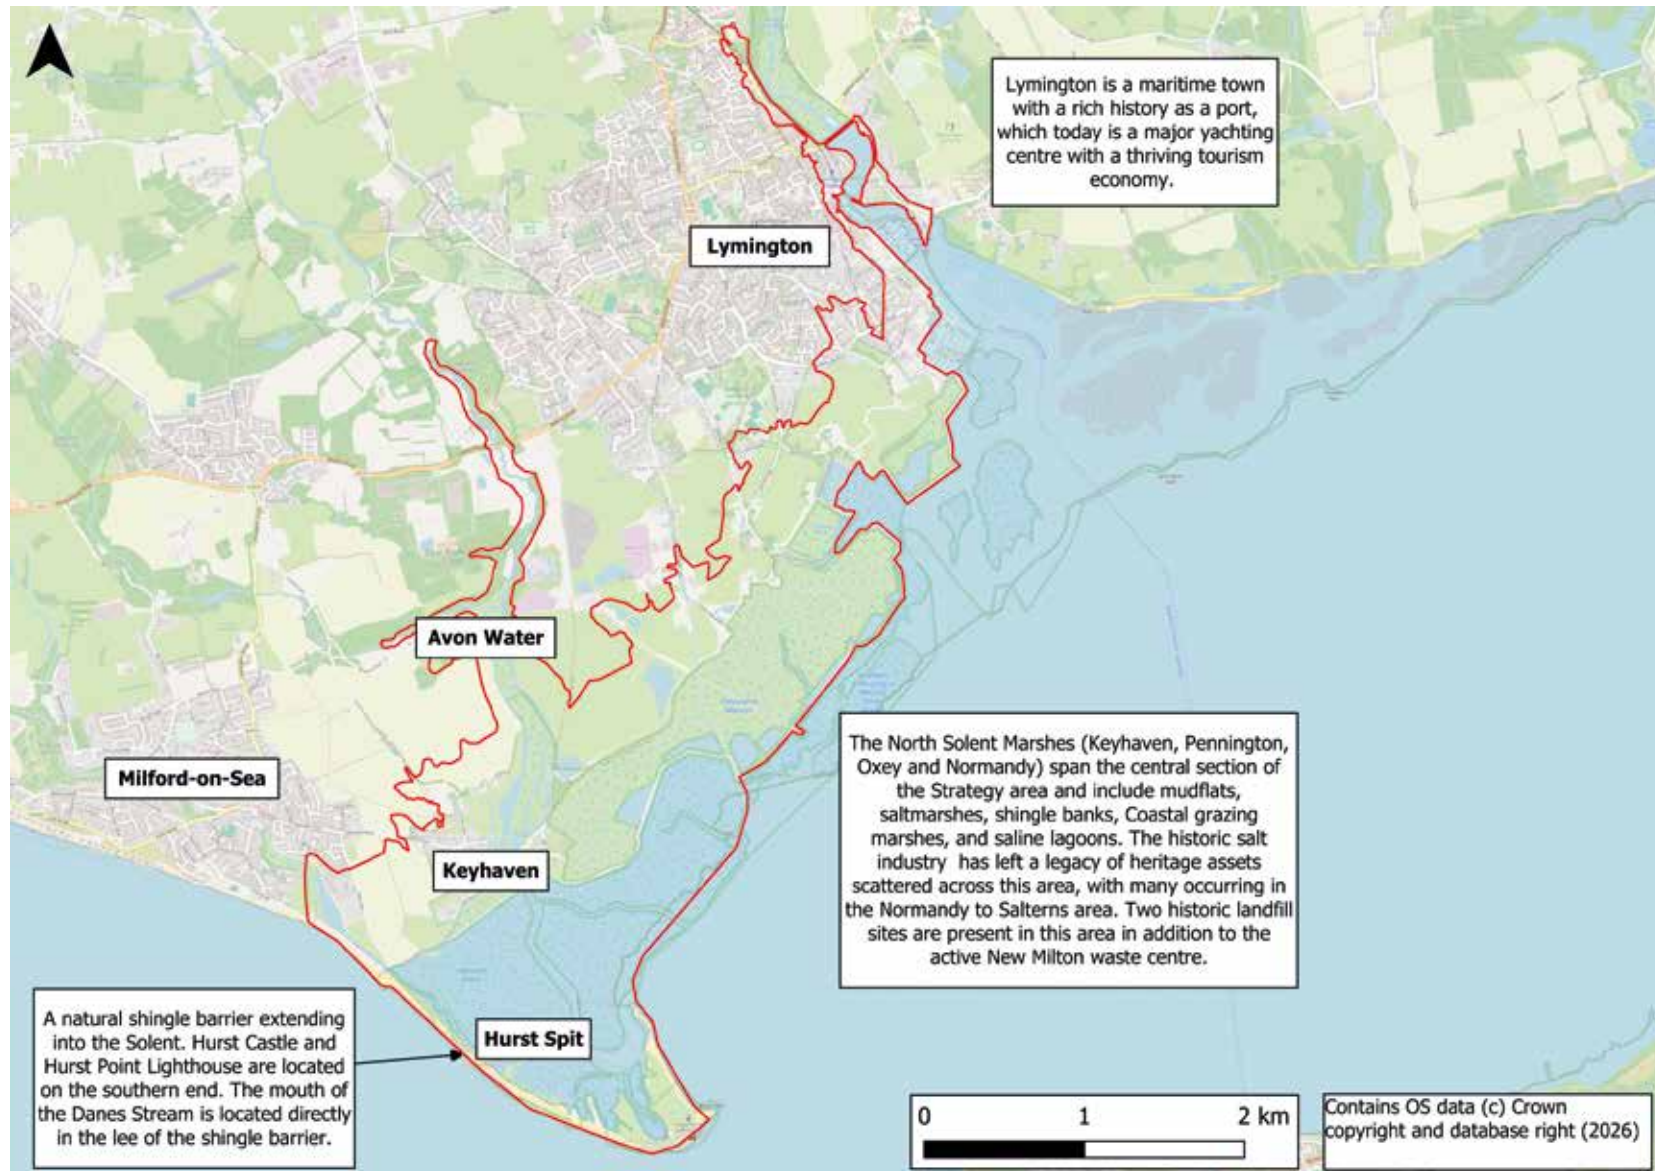 Lymington is a maritime town
with a rich history as a port,
which today is a major yachting
centre with a thriving tourism
economy.
Lymington
Avon Water
Milford-on-Sea
The North Solent Marshes (Keyhaven, Pennington,
Oxey and Normandy) span the central section of
the Strategy area and include mudflats,
saltmarshes, shingle banks, Coastal grazing
marshes, and saline lagoons. The historic salt
industry  has left a legacy of heritage assets
scattered across this area, with many occurring in
the Normandy to Salterns area. Two historic landfill
sites are present in this area in addition to the
active New Milton waste centre.
Keyhaven
A natural shingle barrier extending
into the Solent. Hurst Castle and
Hurst Point Lighthouse are located
on the southern end. The mouth of
the Danes Stream is located directly
in the lee of the shingle barrier.
Hurst Spit
0 1 2 km
Contains OS data (c) Crown
copyright and database right (2026)